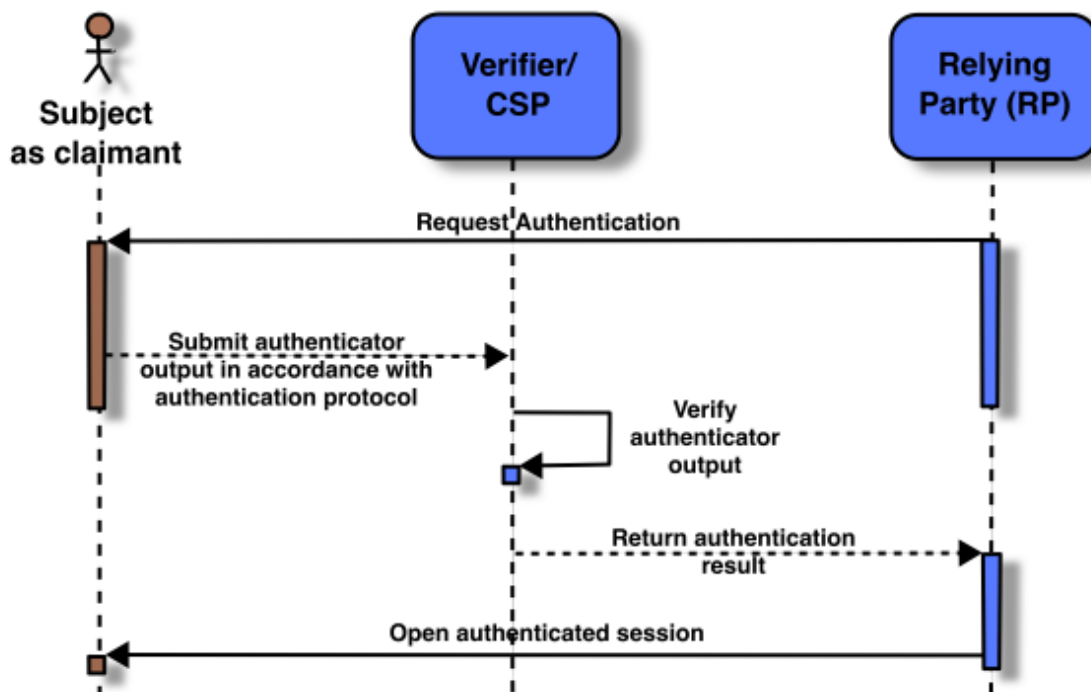 Subject
as claimant
Verifier/
CSP
Relying
Party (RP)
Request Authentication
Submit authenticator
output in accordance with
authentication protocol
Verify
authenticator
output
Return authentication
result
Open authenticated session